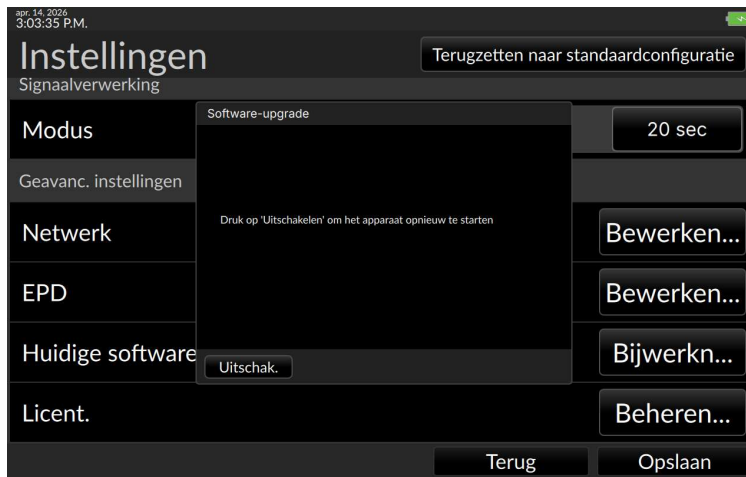 apr. 14, 2026
3:03:35 P.M.
Instellingen
Terugzetten naar standaardconfiguratie
Signaalverwerking
Modus
20 sec
Geavanc. instellingen
Netwerk
Bewerken...
EPD
Bewerken...
Huidige software
Bijwerkn...
Licent.
Beheren...
Software-upgrade
Druk op 'Uitschakelen' om het apparaat opnieuw te starten
Uitschak.
Terug
Opslaan